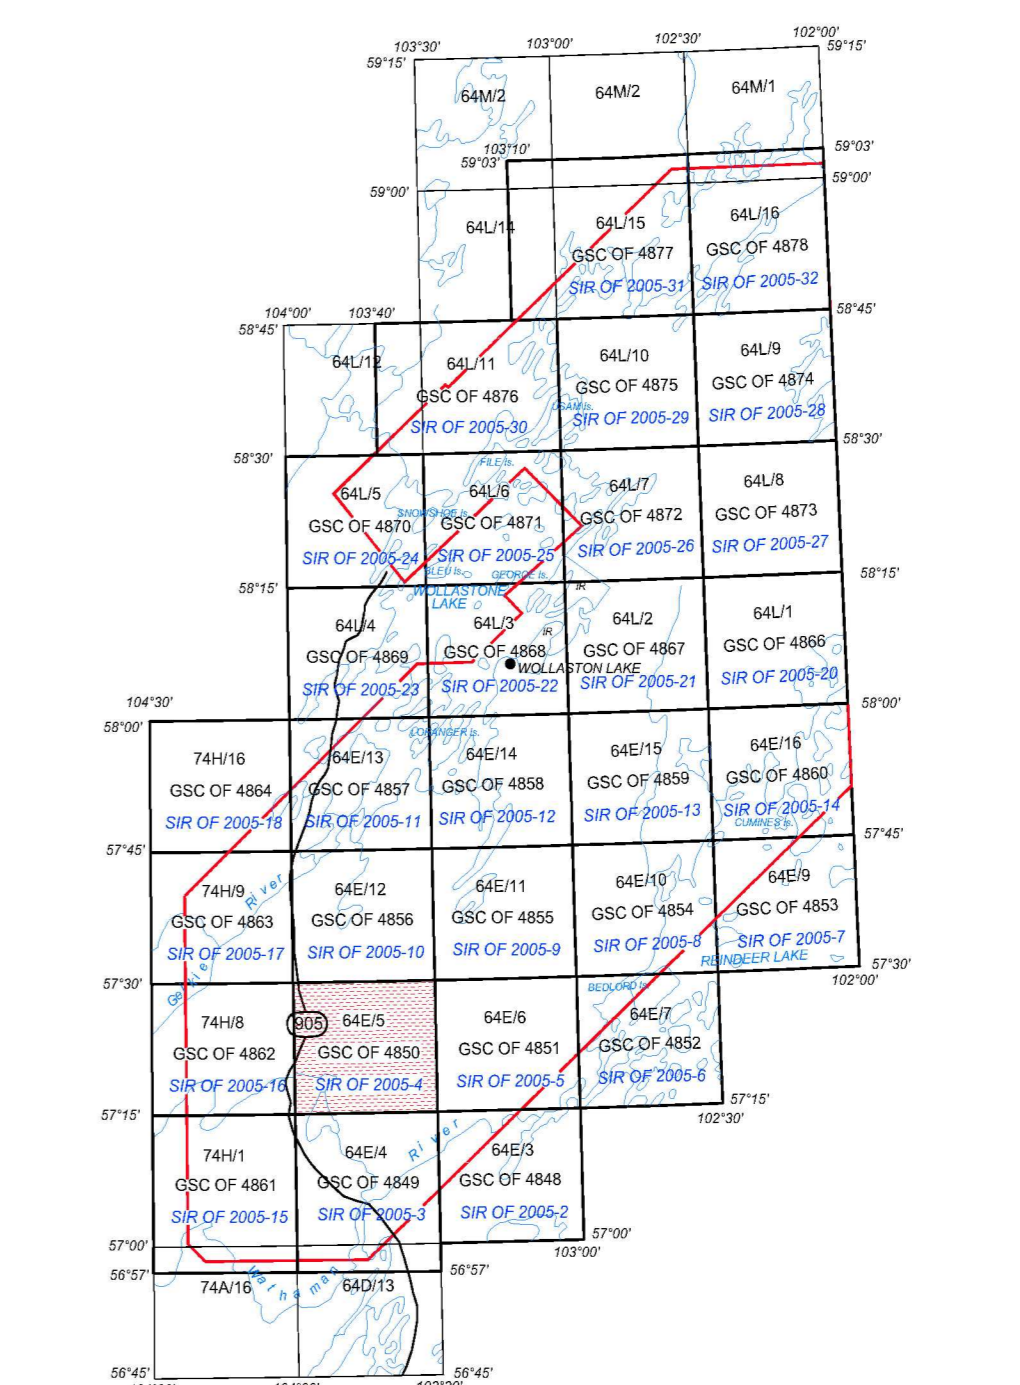 103°30' 103°00' 102°30' 102°00'
59°15' 59°15'
64M/2 64M/2 64M/1
103°10'
59°03' 59°03'
59°00' 59°00'
64L/14
64L/15
GSC OF 4877
SIR OF 2005-31
64L/16
GSC OF 4878
SIR OF 2005-32
104°00' 103°40'
58°45' 58°45'
64L/12
64L/11
GSC OF 4876
SIR OF 2005-30
64L/10
GSC OF 4875
USAM Is.
SIR OF 2005-29
64L/9
GSC OF 4874
SIR OF 2005-28
58°30' 58°30'
FILE Is.
64L/5
GSC OF 4870
SIR OF 2005-24
64L/6
SNOWSHOE Is.
GSC OF 4871
SIR OF 2005-25
64L/7
GSC OF 4872
SIR OF 2005-26
64L/8
GSC OF 4873
SIR OF 2005-27
BLEU Is. GEORGE Is.
58°15' 58°15'
WOLLASTONE
LAKE
IR
64L/4
GSC OF 4869
SIR OF 2005-23
64L/3
IR
GSC OF 4868
WOLLASTON LAKE
SIR OF 2005-22
64L/2
GSC OF 4867
SIR OF 2005-21
64L/1
GSC OF 4866
SIR OF 2005-20
104°30'
58°00' 58°00'
LORANGER Is.
74H/16
GSC OF 4864
SIR OF 2005-18
64E/13
GSC OF 4857
SIR OF 2005-11
64E/14
GSC OF 4858
SIR OF 2005-12
64E/15
GSC OF 4859
SIR OF 2005-13
64E/16
GSC OF 4860
SIR OF 2005-14
CUMINES Is.
57°45' 57°45'
74H/9
GSC OF 4863
SIR OF 2005-17
Geikie River
64E/12
GSC OF 4856
SIR OF 2005-10
64E/11
GSC OF 4855
SIR OF 2005-9
64E/10
GSC OF 4854
SIR OF 2005-8
64E/9
GSC OF 4853
SIR OF 2005-7
REINDEER LAKE
57°30' 57°30'
102°00'
BEDLORD Is.
74H/8
GSC OF 4862
SIR OF 2005-16
905
64E/5
GSC OF 4850
SIR OF 2005-4
64E/6
GSC OF 4851
SIR OF 2005-5
64E/7
GSC OF 4852
SIR OF 2005-6
57°15' 57°15'
102°30'
74H/1
GSC OF 4861
SIR OF 2005-15
64E/4
GSC OF 4849
SIR OF 2005-3
River
64E/3
GSC OF 4848
SIR OF 2005-2
57°00' 57°00'
103°00'
56°57' 56°57'
Wathaman
74A/16 64D/13
56°45' 56°45'